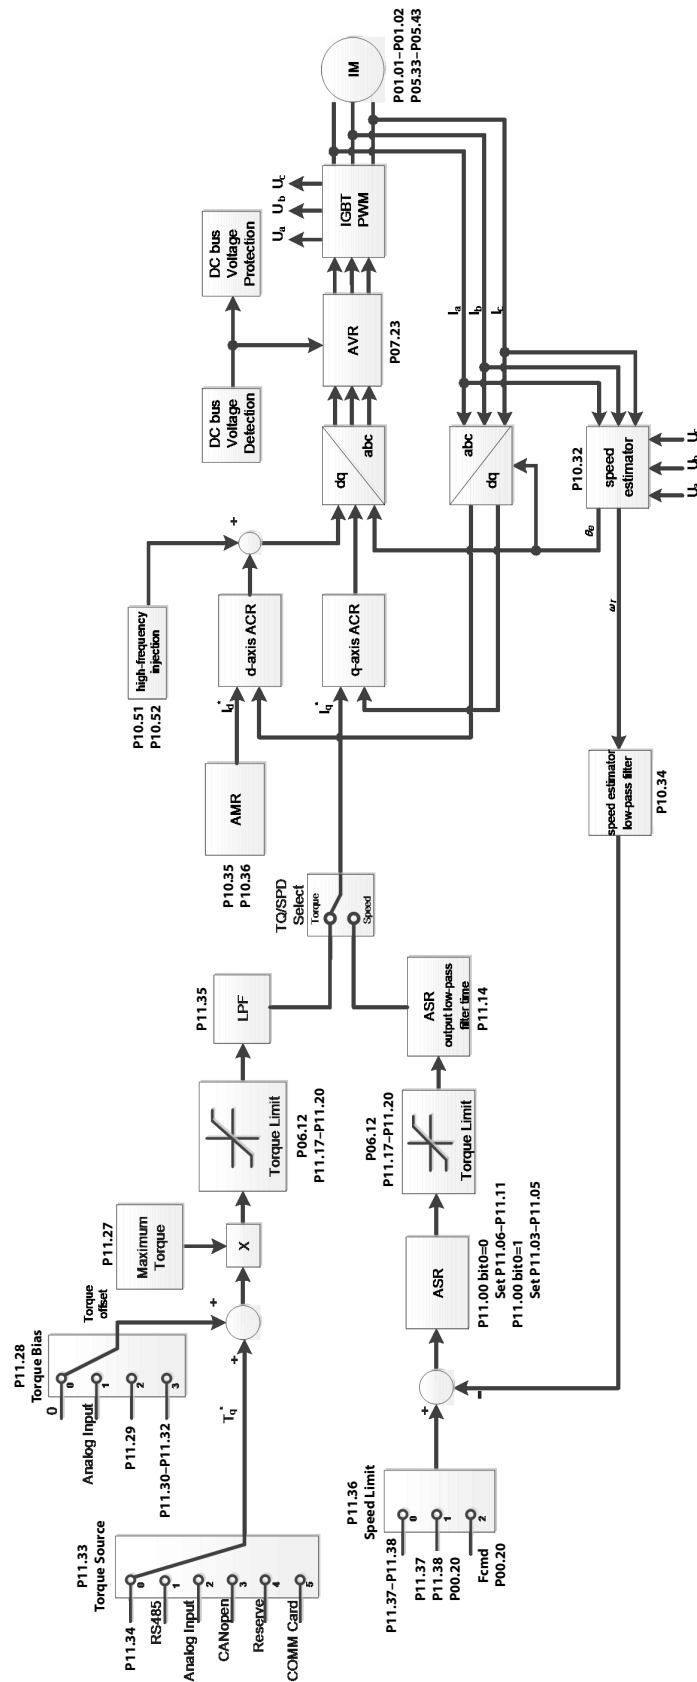 P11.33
Torque Source
P11.34
0
RS485
1
Analog Input
2
CANopen
3
Reserve
4
COMM Card
5
P11.28
Torque Bias
0
0
Analog Input
1
P11.29
2
P11.30–P11.32
3
Torque
offset
Tq*
+
+
P11.27
Maximum
Torque
X
Torque Limit
P06.12
P11.17–P11.20
P11.35
LPF
P11.36
Speed Limit
P11.37–P11.38
0
P11.37
P11.38
P00.20
1
Fcmd
P00.20
2
+
–
ASR
P11.00 bit0=0
Set P11.06–P11.11
P11.00 bit0=1
Set P11.03–P11.05
P06.12
P11.17–P11.20
Torque Limit
ASR
output low-pass
filter time
P11.14
TQ/SPD
Select
Torque
Speed
AMR
P10.35
P10.36
Id*
Iq*
P10.51
P10.52
high-frequency
injection
+
d-axis ACR
q-axis ACR
dq
abc
DC bus
Voltage
Detection
DC bus
Voltage
Protection
AVR
P07.23
IGBT
PWM
Ua
Ub
Uc
IM
P01.01–P01.02
P05.33–P05.43
Ia
Ib
Ic
abc
dq
P10.32
speed
estimator
Ua
Ub
Uc
θe
ωr
speed estimator
low-pass filter
P10.34